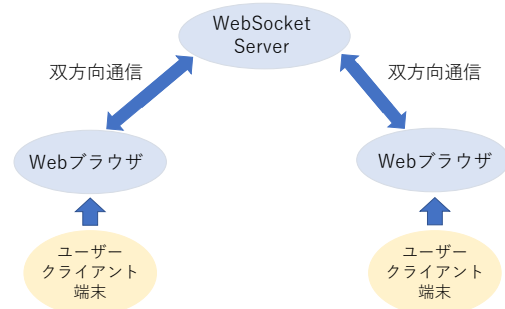 WebSocket
Server
双方向通信
双方向通信
Webブラウザ
Webブラウザ
ユーザー
クライアント
端末
ユーザー
クライアント
端末